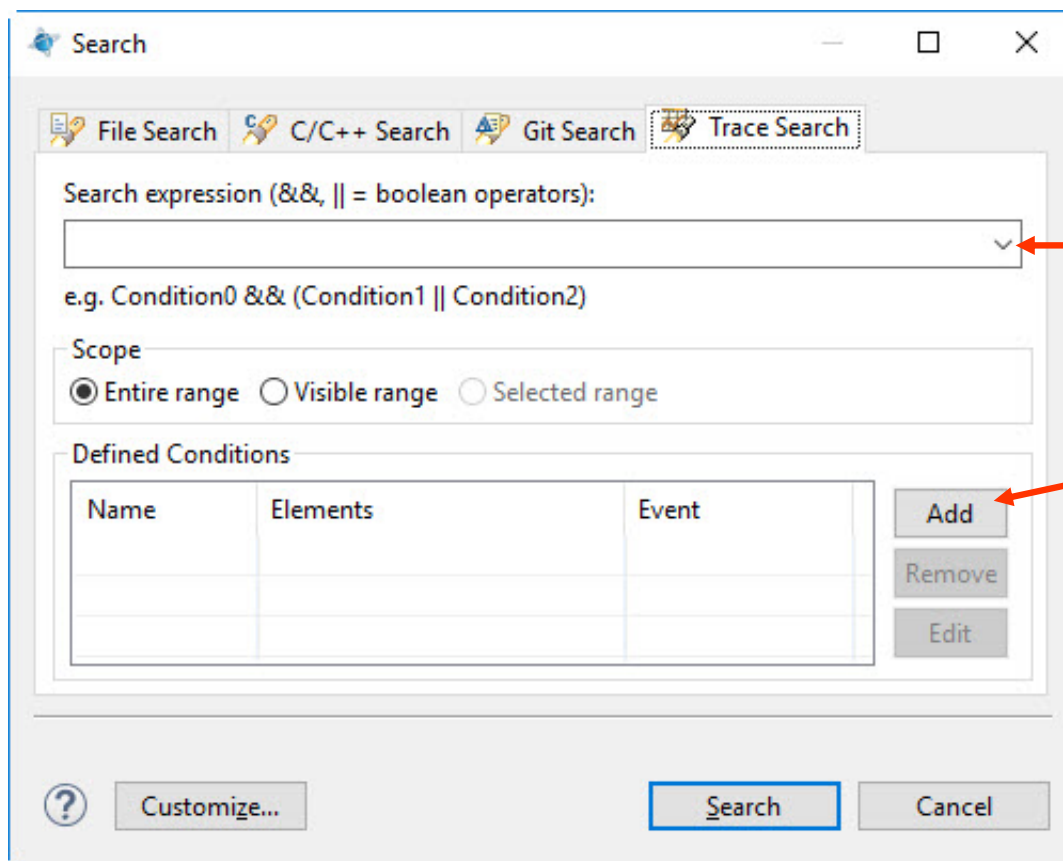 Search
File Search C/C++ Search Git Search Trace Search
Search expression (&&, || = boolean operators):
e.g. Condition0 && (Condition1 || Condition2)
Scope
Entire range Visible range Selected range
Defined Conditions
Name Elements Event
Add
Remove
Edit
? Customize... Search Cancel